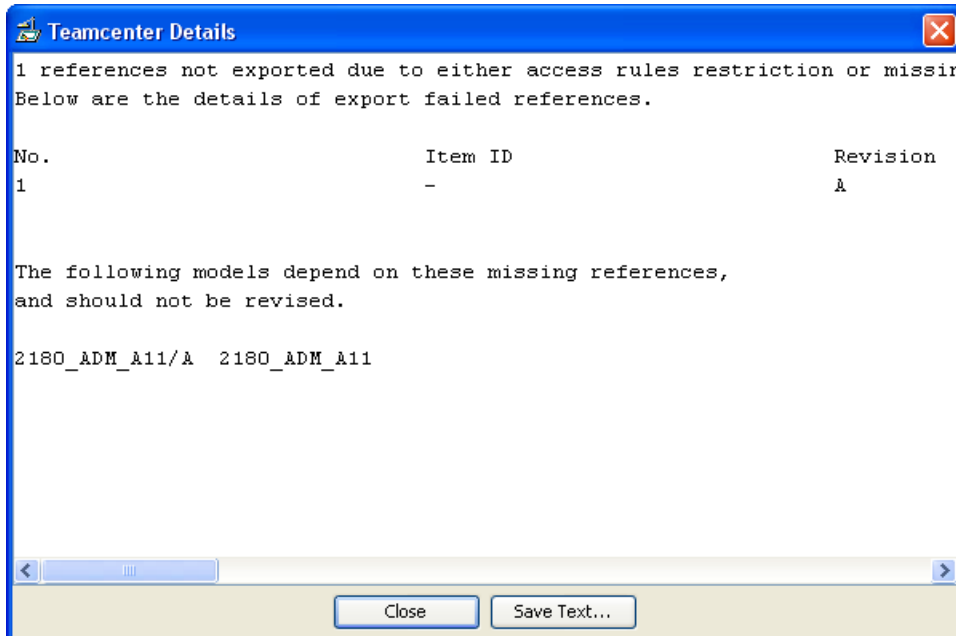 Teamcenter Details
1 references not exported due to either access rules restriction or
Below are the details of export failed references.
No. Item ID Revision
1 - A
The following models depend on these missing references,
and should not be revised.
2180_ADM_A11/A 2180_ADM_A11
Close Save Text...